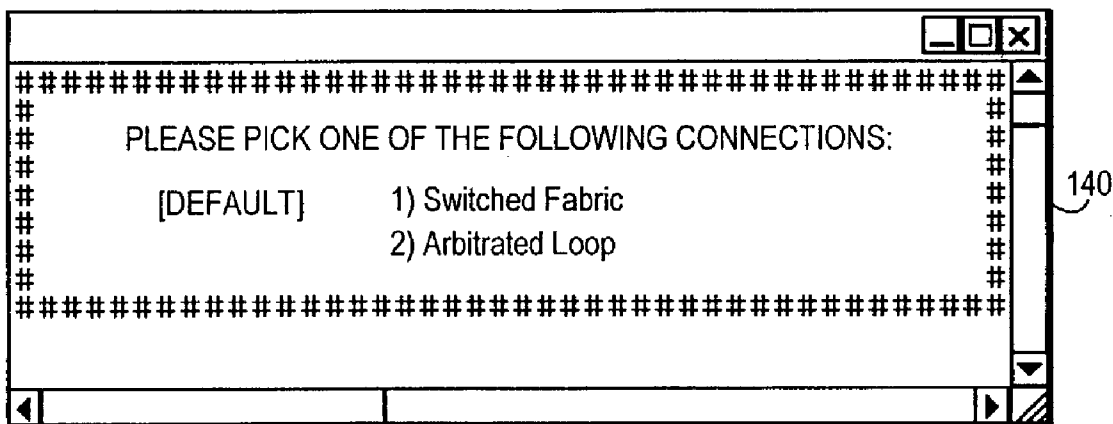 ##########################################
# #
# PLEASE PICK ONE OF THE FOLLOWING CONNECTIONS: #
# #
# [DEFAULT] 1) Switched Fabric #
# #
# 2) Arbitrated Loop #
# #
##########################################
140